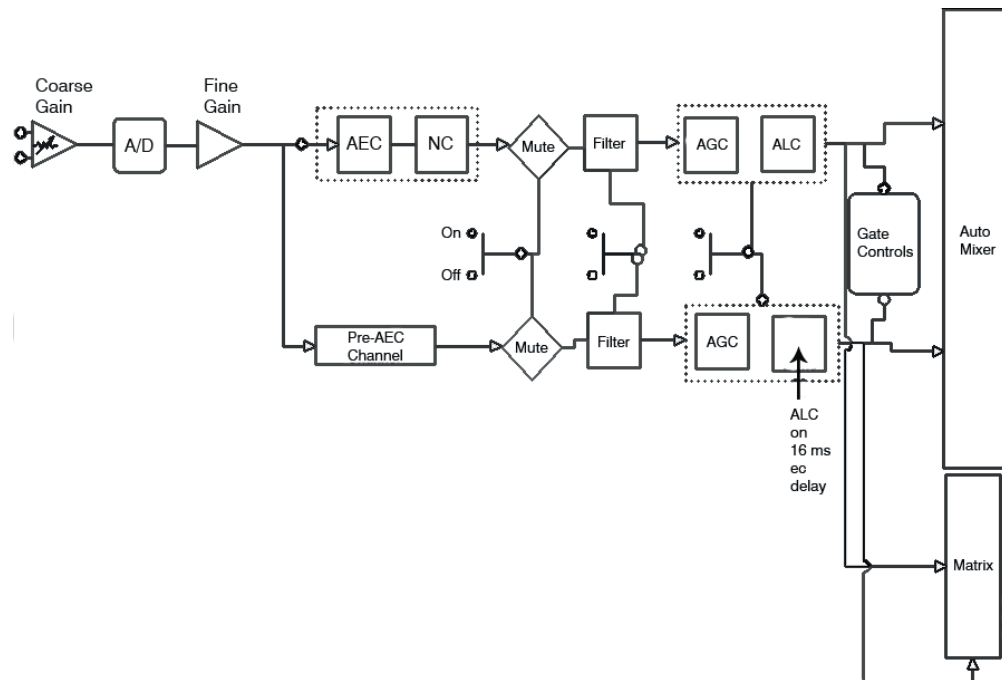 Coarse
Gain
Fine
Gain
A/D
AEC
NC
Mute
Filter
AGC
ALC
On
Off
Gate
Controls
Auto
Mixer
Pre-AEC
Channel
Mute
Filter
AGC
ALC
on
16 ms
ec
delay
Matrix